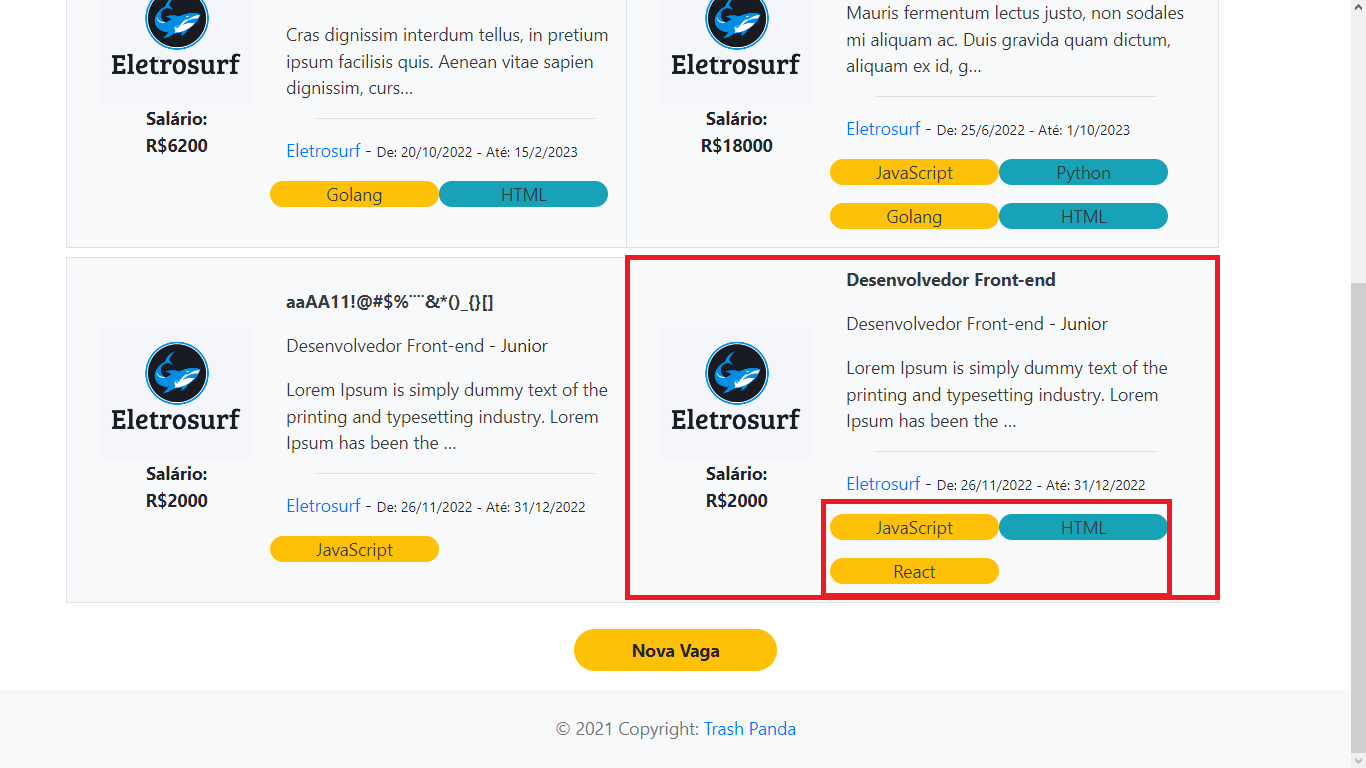 Eletrosurf
Salário:
R$6200
Cras dignissim interdum tellus, in pretium
ipsum facilisis quis. Aenean vitae sapien
dignissim, curs...
Eletrosurf - De: 20/10/2022 - Até: 15/2/2023
Golang HTML
Eletrosurf
Salário:
R$18000
Mauris fermentum lectus justo, non sodales
mi aliquam ac. Duis gravida quam dictum,
aliquam ex id, g...
Eletrosurf - De: 25/6/2022 - Até: 1/10/2023
JavaScript Python
Golang HTML
Eletrosurf
Salário:
R$2000
aaAA11!@#$%¨¨&*()_{}[]
Desenvolvedor Front-end - Junior
Lorem Ipsum is simply dummy text of the
printing and typesetting industry. Lorem
Ipsum has been the ...
Eletrosurf - De: 26/11/2022 - Até: 31/12/2022
JavaScript
Eletrosurf
Salário:
R$2000
Desenvolvedor Front-end
Desenvolvedor Front-end - Junior
Lorem Ipsum is simply dummy text of the
printing and typesetting industry. Lorem
Ipsum has been the ...
Eletrosurf - De: 26/11/2022 - Até: 31/12/2022
JavaScript HTML
React
Nova Vaga
© 2021 Copyright: Trash Panda